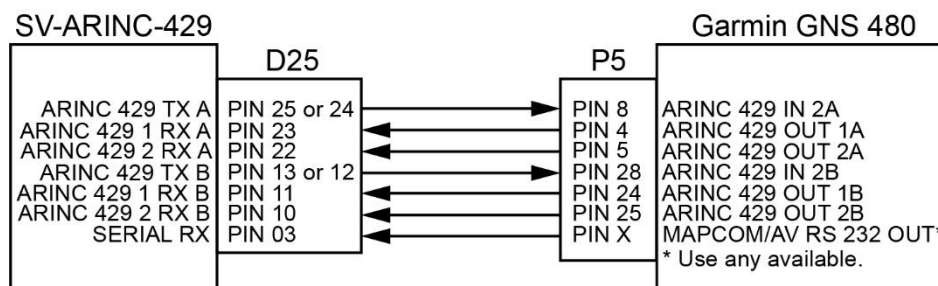 SV-ARINC-429 Garmin GNS 480
D25 P5
ARINC 429 TX A PIN 25 or 24 PIN 8 ARINC 429 IN 2A
ARINC 429 1 RX A PIN 23 PIN 4 ARINC 429 OUT 1A
ARINC 429 2 RX A PIN 22 PIN 5 ARINC 429 OUT 2A
ARINC 429 TX B PIN 13 or 12 PIN 28 ARINC 429 IN 2B
ARINC 429 1 RX B PIN 11 PIN 24 ARINC 429 OUT 1B
ARINC 429 2 RX B PIN 10 PIN 25 ARINC 429 OUT 2B
SERIAL RX PIN 03 PIN X MAPCOM/AV RS 232 OUT*
* Use any available.